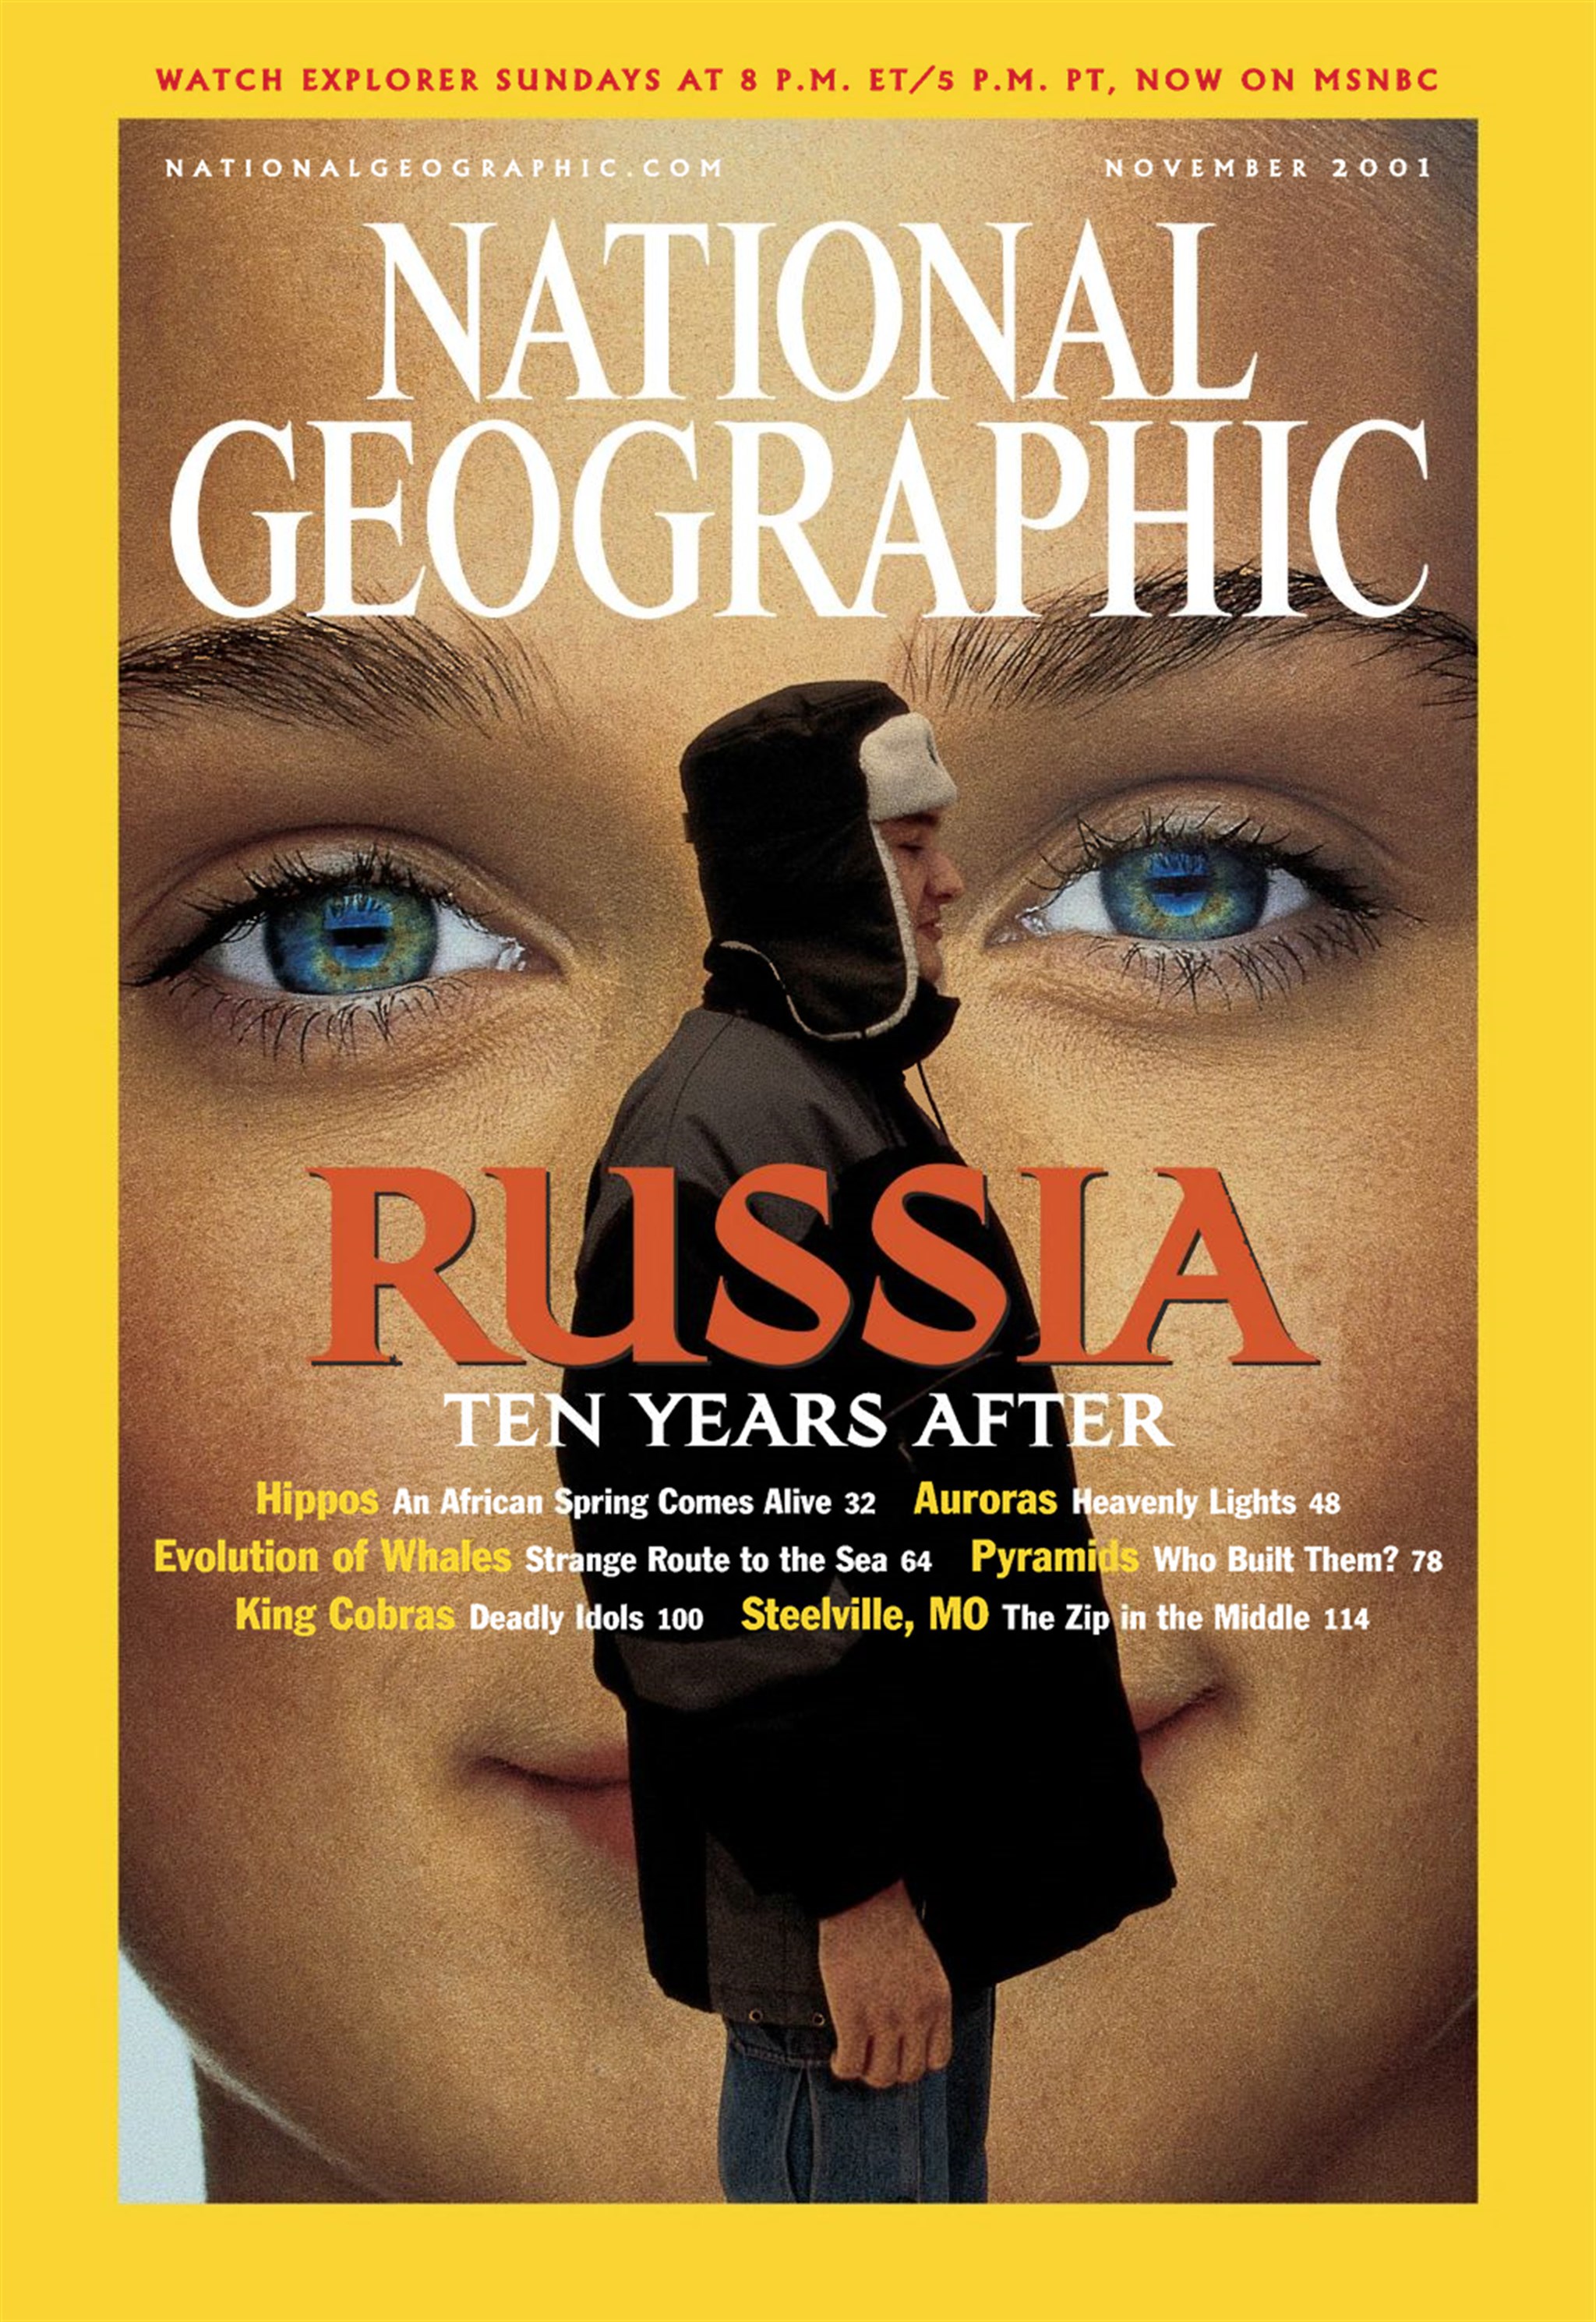 WATCH EXPLORER SUNDAYS AT 8 P.M. ET/5 P.M. PT, NOW ON MSNBC
NATIONALGEOGRAPHIC.COM NOVEMBER 2001
NATIONAL
GEOGRAPHIC
RUSSIA
TEN YEARS AFTER
Hippos An African Spring Comes Alive 32 Auroras Heavenly Lights 48
Evolution of Whales Strange Route to the Sea 64 Pyramids Who Built Them? 78
King Cobras Deadly Idols 100 Steelville, MO The Zip in the Middle 114